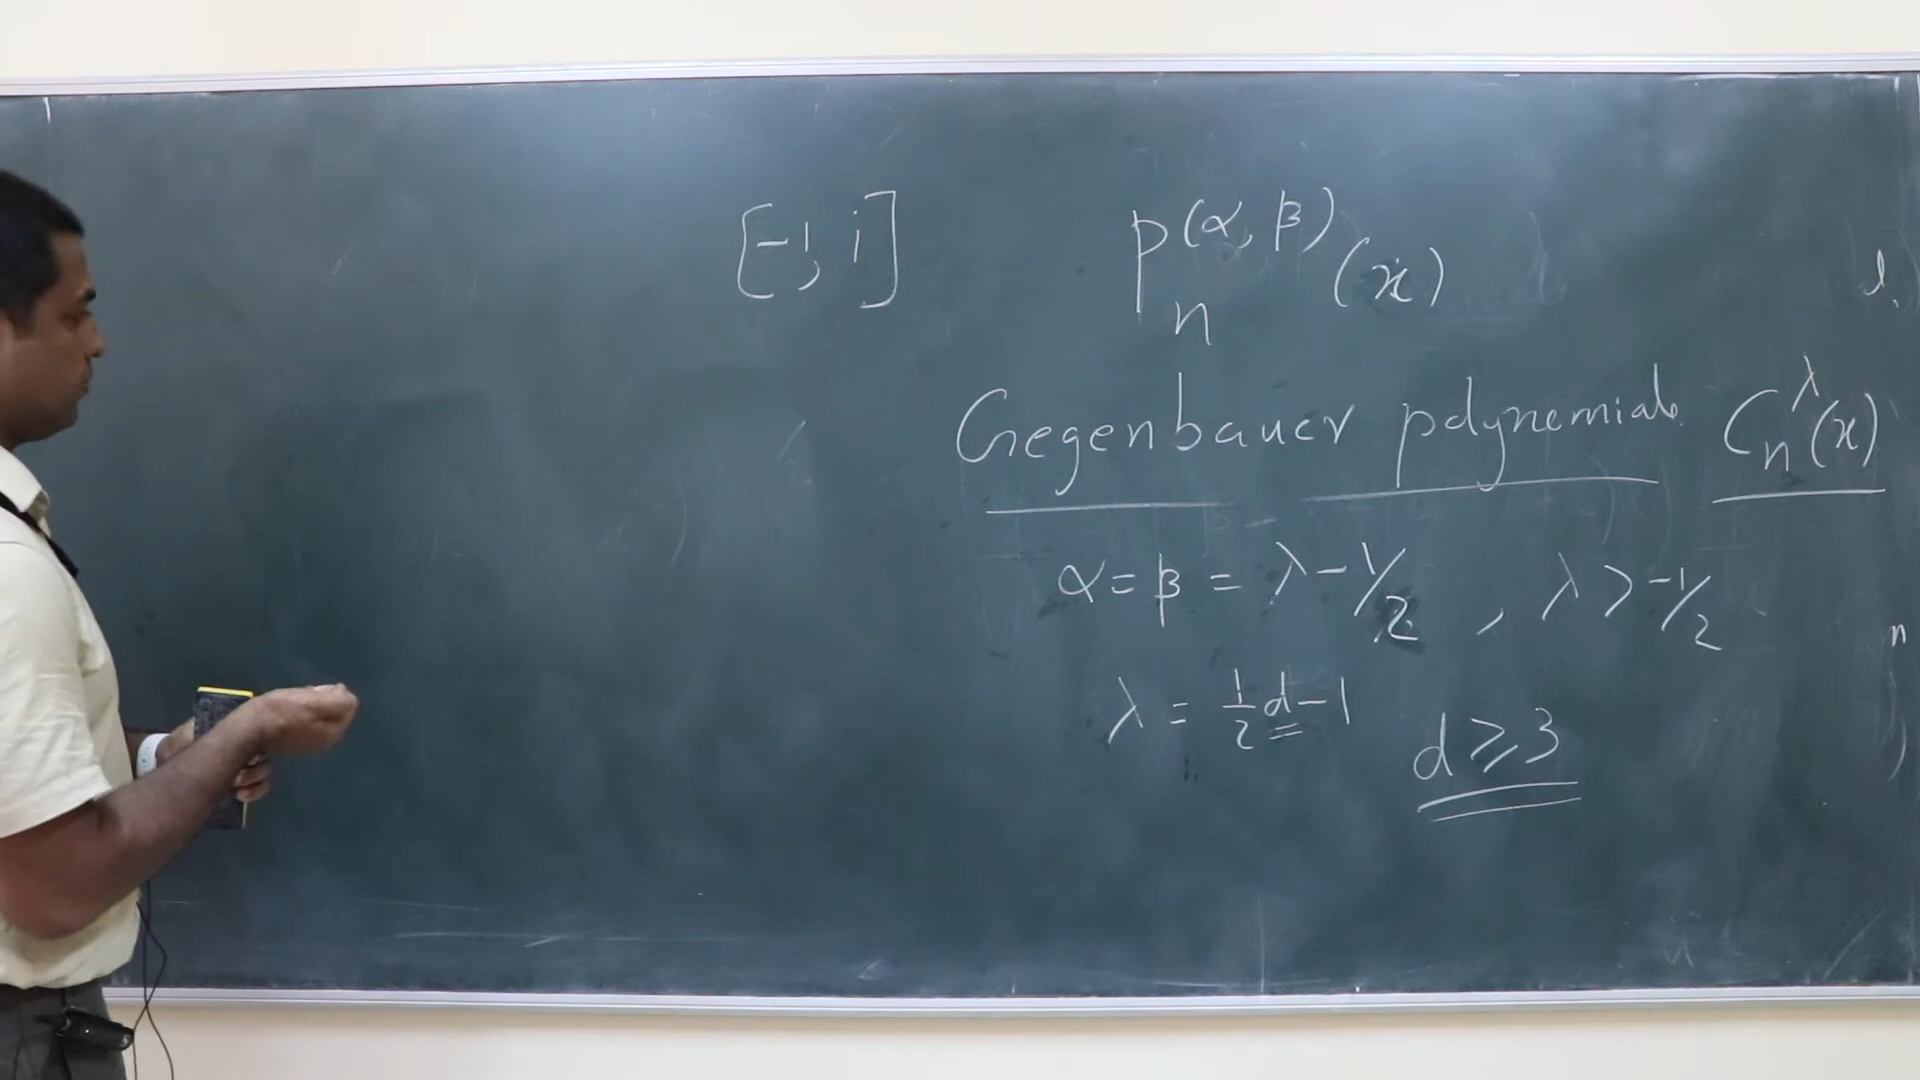 [-1, 1] P_n^{(α, β)}(x)
Gegenbauer polynomials C_n^λ(x)
α = β = λ - 1/2 , λ > -1/2
λ = 1/2 d - 1 d ≥ 3